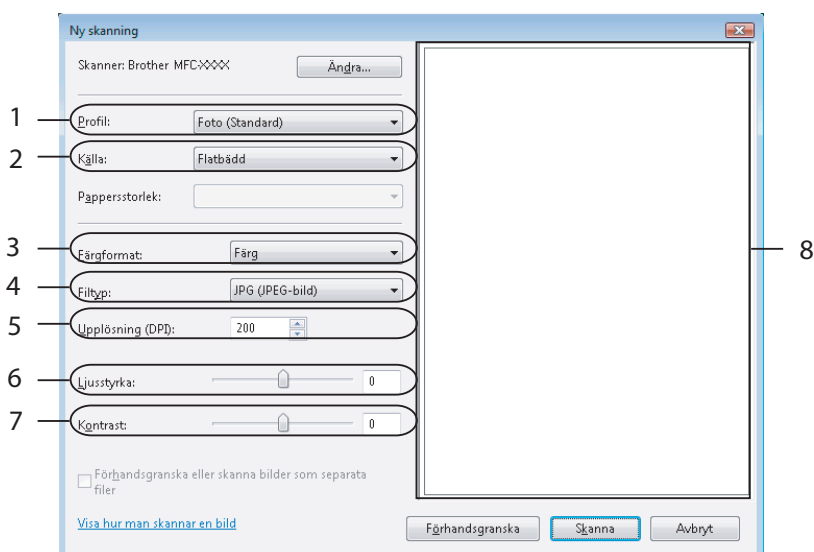 Ny skanning
Skanner: Brother MFC-XXXX
Ändra...
1
Profil:
Foto (Standard)
2
Källa:
Flatbädd
Pappersstorlek:
3
Färgformat:
Färg
4
Filtyp:
JPG (JPEG-bild)
5
Upplösning (DPI):
200
6
Ljusstyrka:
0
7
Kontrast:
0
8
Förhandsgranska eller skanna bilder som separata
filer
Visa hur man skannar en bild
Förhandsgranska
Skanna
Avbryt